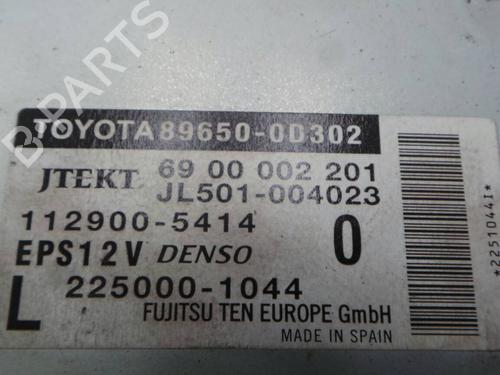 B-PARTS
TOYOTA 89650-0D302
JTEKT 69 00 002 201
JL501-004023
112900-5414 0
EPS12V DENSO
L 225000-1044
FUJITSU TEN EUROPE GmbH
MADE IN SPAIN
*22510441*